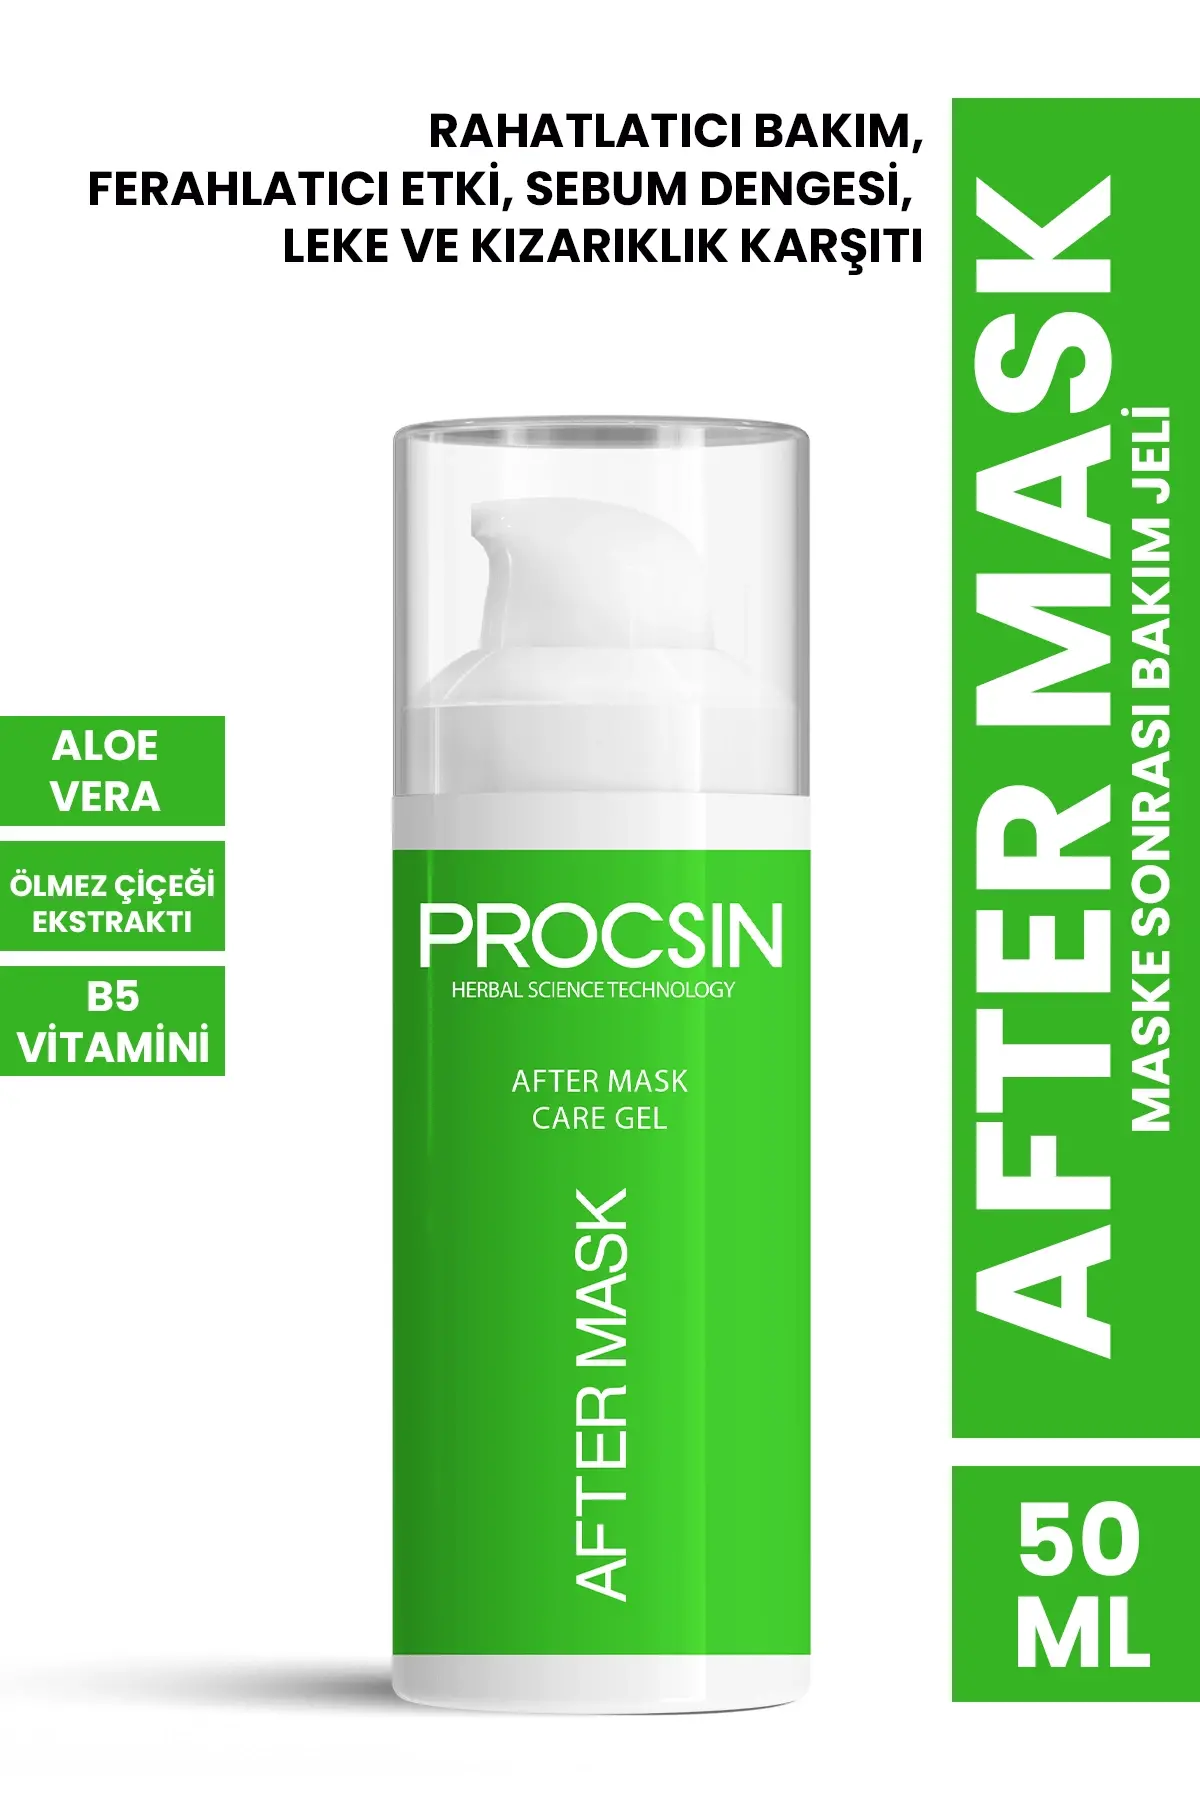 RAHATLATICI BAKIM,
FERAHLATICI ETKİ, SEBUM DENGESİ,
LEKE VE KIZARIKLIK KARŞITI
AFTER MASK
MASKE SONRASI BAKIM JELİ
ALOE
VERA
ÖLMEZ ÇİÇEĞİ
EKSTRAKTI
B5
VİTAMİNİ
PROCSIN
HERBAL SCIENCE TECHNOLOGY
AFTER MASK
CARE GEL
AFTER MASK
50
ML